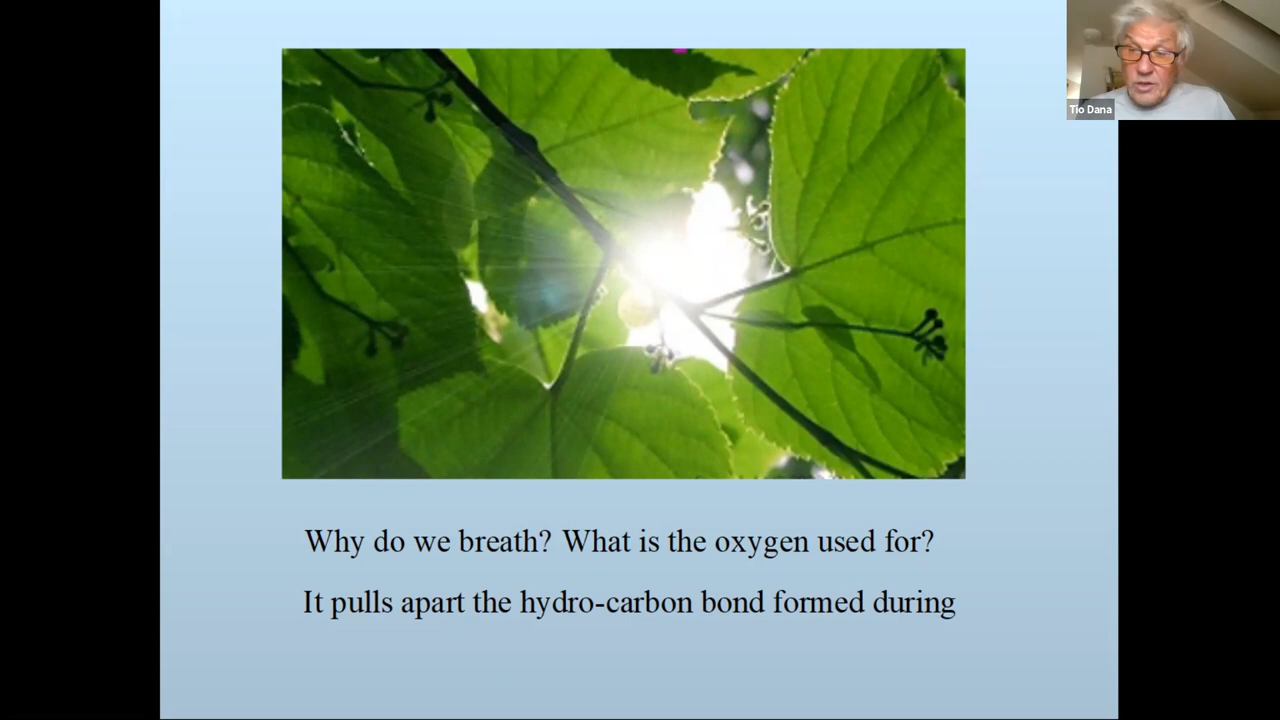 Tio Dana
Why do we breath? What is the oxygen used for?
It pulls apart the hydro-carbon bond formed during